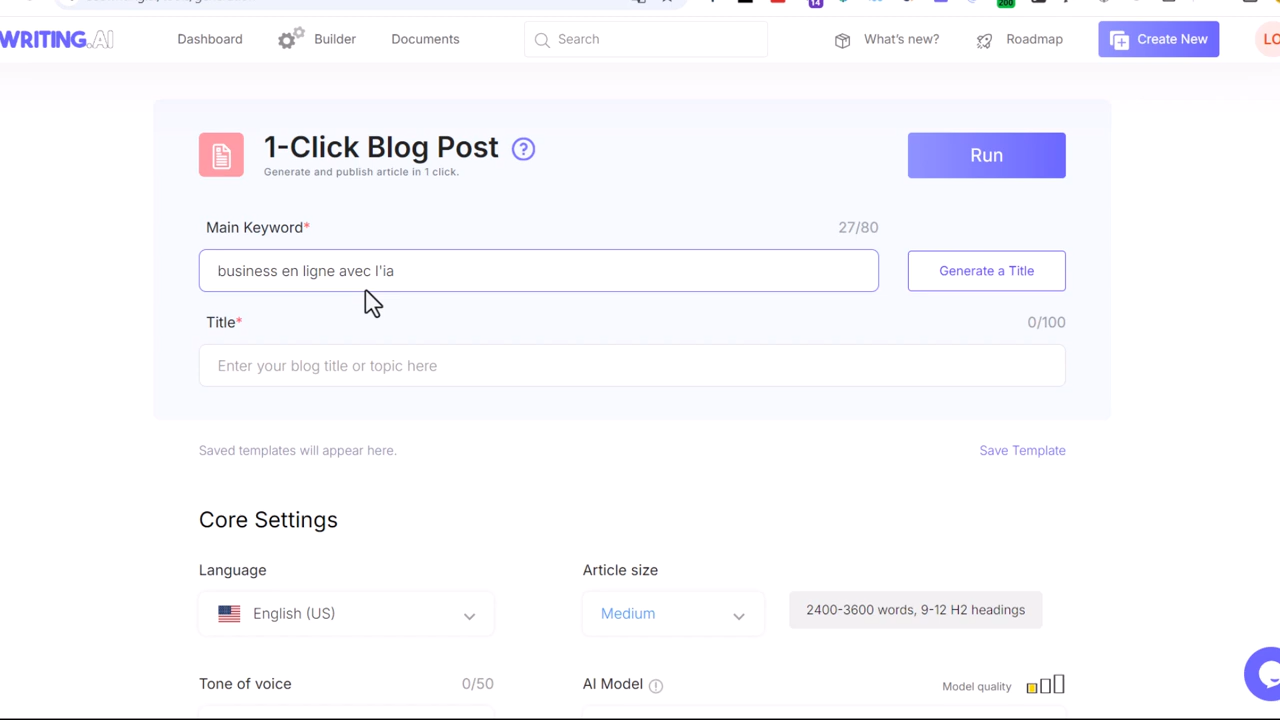 WRITING.AI
Dashboard
Builder
Documents
Search
What's new?
Roadmap
Create New
LO
14
200
1-Click Blog Post ?
Generate and publish article in 1 click.
Run
Main Keyword*
27/80
business en ligne avec l'ia
Generate a Title
Title*
0/100
Enter your blog title or topic here
Saved templates will appear here.
Save Template
Core Settings
Language
Article size
English (US)
Medium
2400-3600 words, 9-12 H2 headings
Tone of voice
0/50
AI Model
Model quality